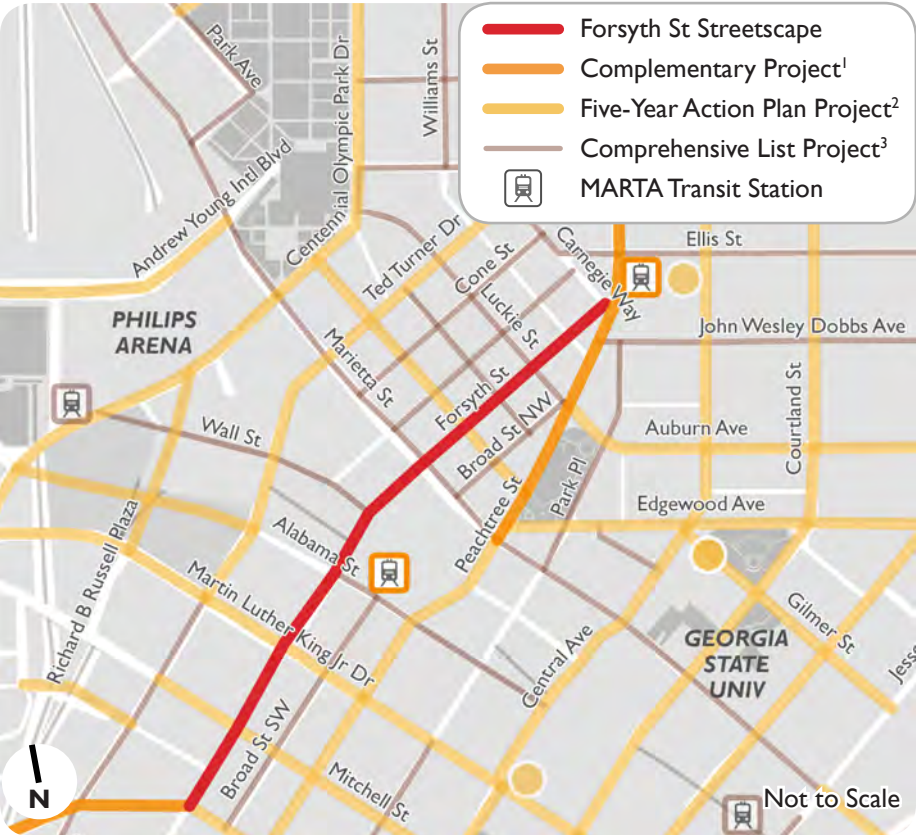 Forsyth St Streetscape
Complementary Project¹
Five-Year Action Plan Project²
Comprehensive List Project³
MARTA Transit Station
Park Ave
Centennial Olympic Park Dr
Williams St
Andrew Young Intl Blvd
Ted Turner Dr
Cone St
Carnegie Way
Ellis St
Luckie St
PHILIPS
ARENA
John Wesley Dobbs Ave
Marietta St
Forsyth St
Courtland St
Wall St
Broad St NW
Auburn Ave
Park Pl
Edgewood Ave
Peachtree St
Alabama St
Richard B Russell Plaza
Martin Luther King Jr Dr
Gilmer St
GEORGIA
STATE
UNIV
Central Ave
Jesse
Broad St SW
Mitchell St
N
Not to Scale